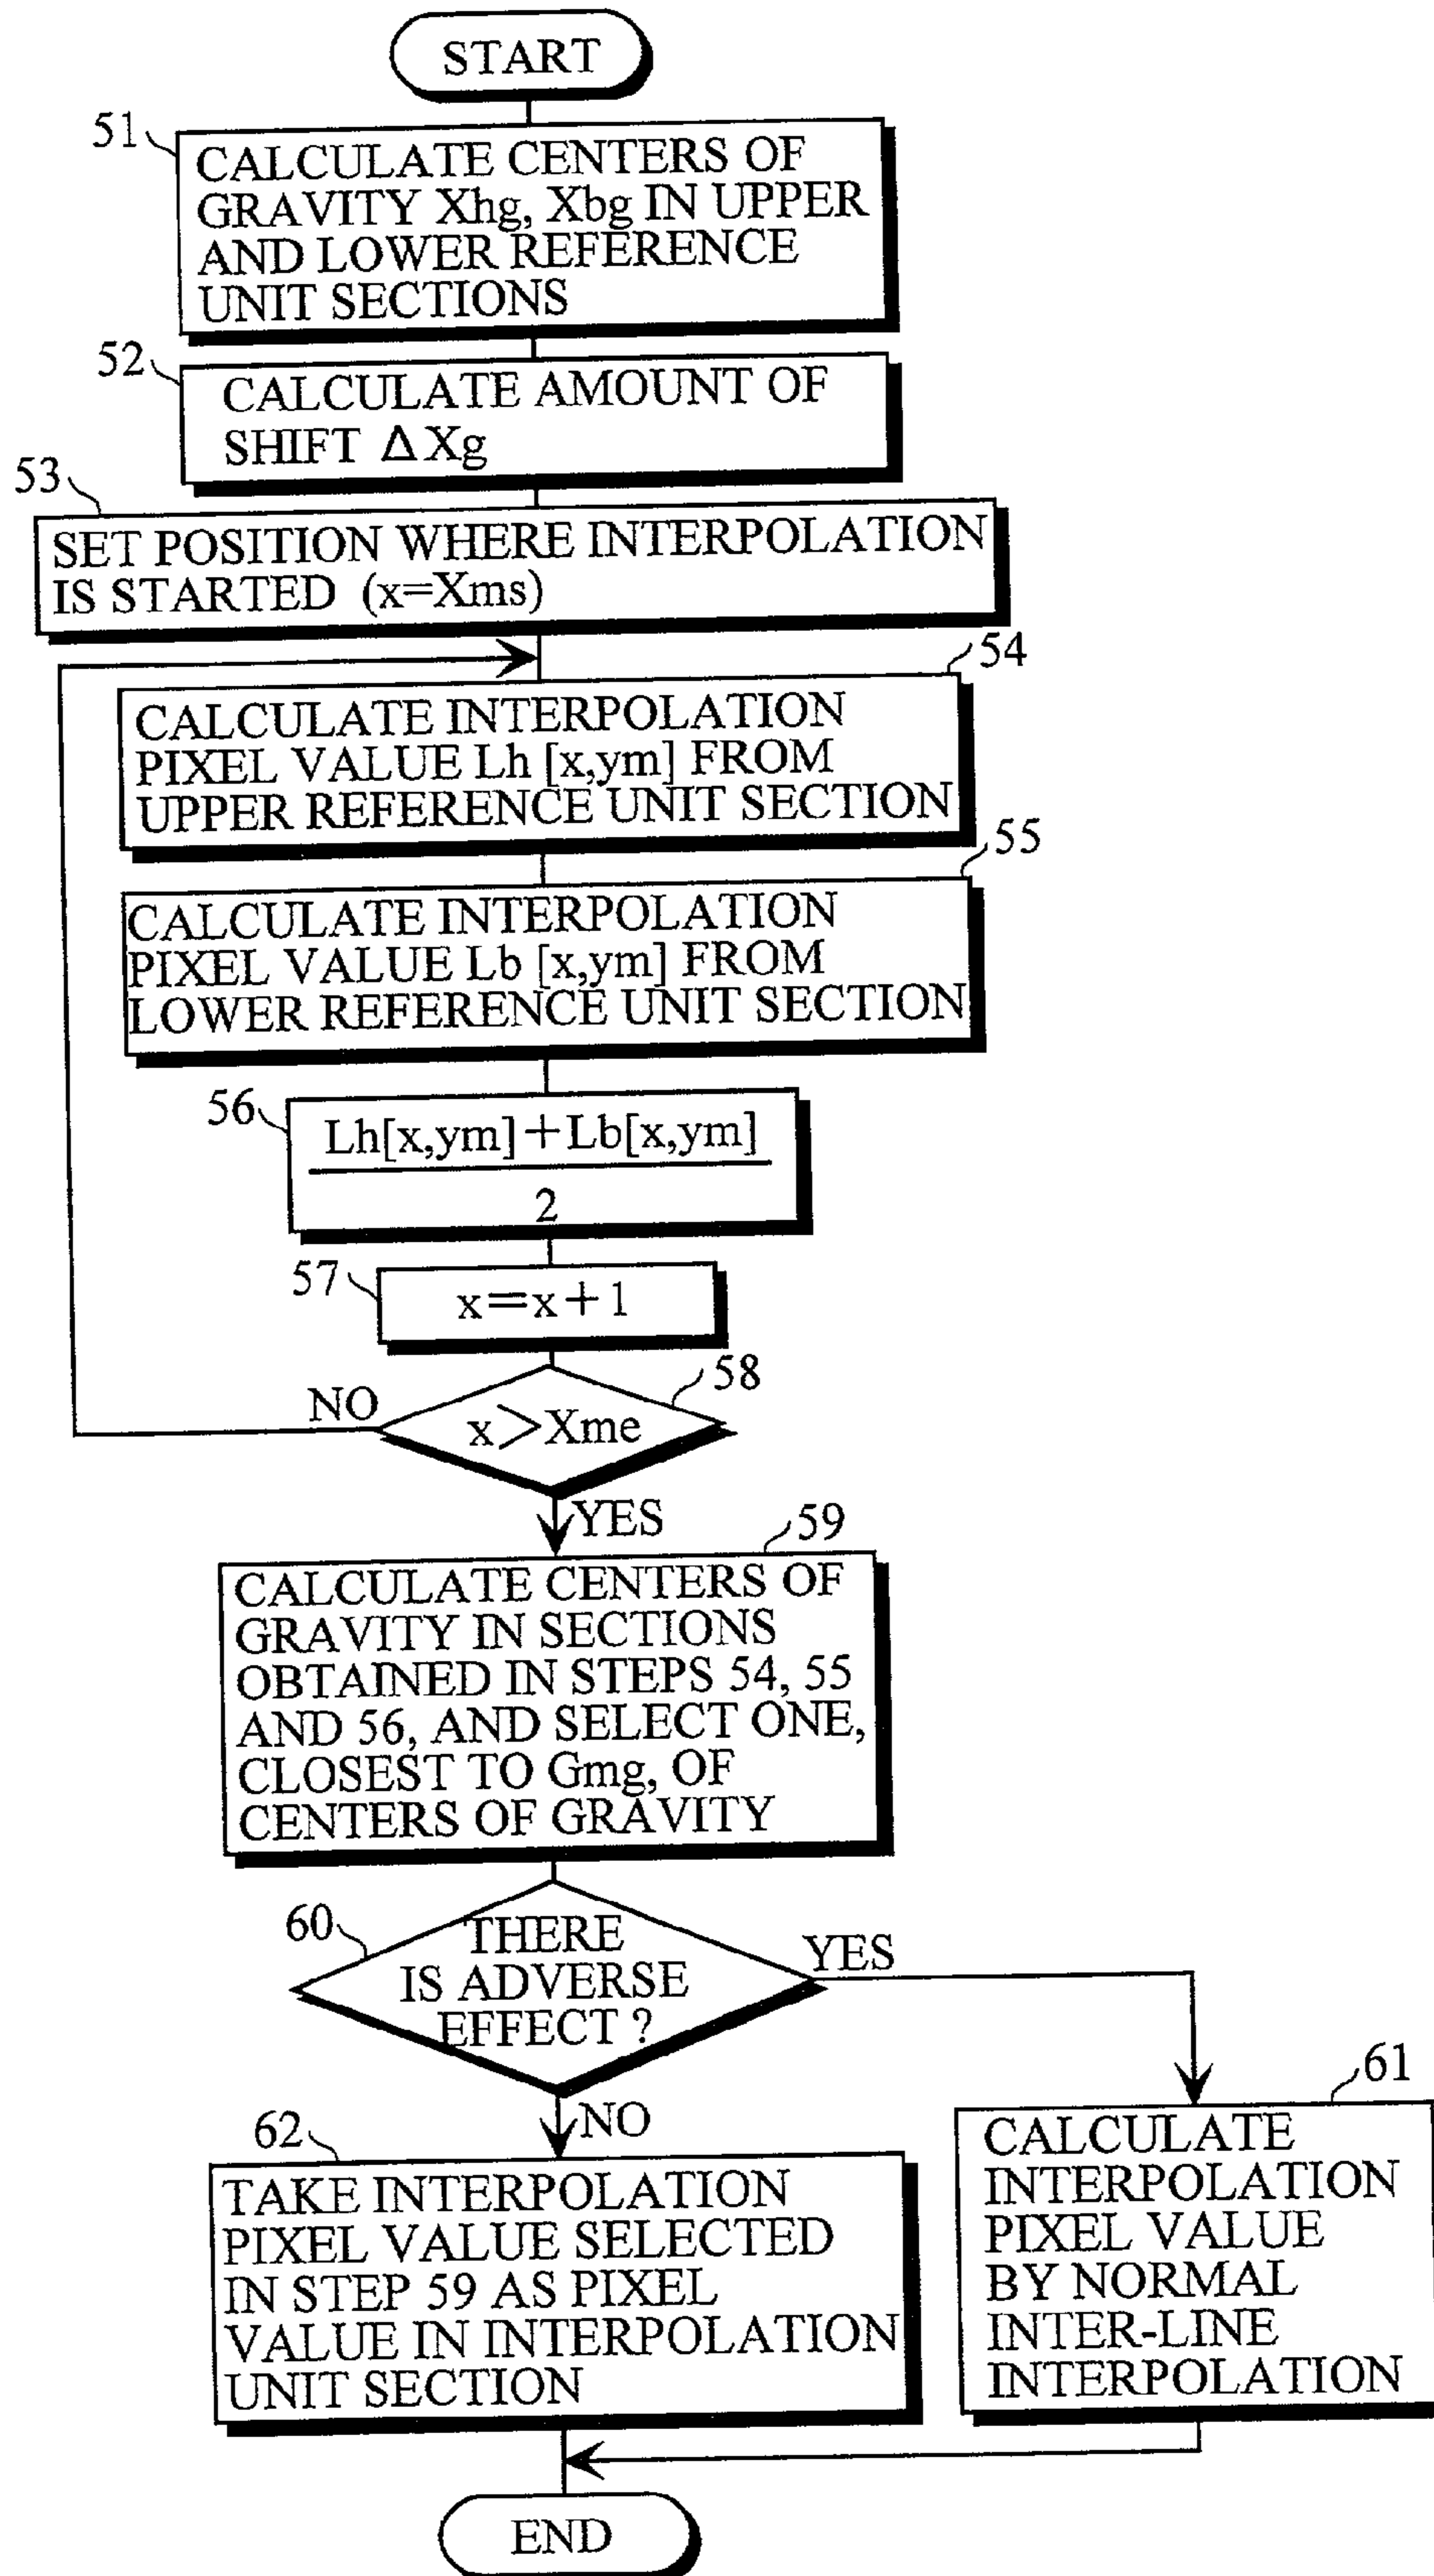 START
51
CALCULATE CENTERS OF
GRAVITY Xhg, Xbg IN UPPER
AND LOWER REFERENCE
UNIT SECTIONS
52
CALCULATE AMOUNT OF
SHIFT ΔXg
53
SET POSITION WHERE INTERPOLATION
IS STARTED (x=Xms)
54
CALCULATE INTERPOLATION
PIXEL VALUE Lh [x,ym] FROM
UPPER REFERENCE UNIT SECTION
55
CALCULATE INTERPOLATION
PIXEL VALUE Lb [x,ym] FROM
LOWER REFERENCE UNIT SECTION
56
Lh[x,ym]+Lb[x,ym]
2
57
x=x+1
58
NO
x>Xme
YES
59
CALCULATE CENTERS OF
GRAVITY IN SECTIONS
OBTAINED IN STEPS 54, 55
AND 56, AND SELECT ONE,
CLOSEST TO Gmg, OF
CENTERS OF GRAVITY
60
THERE
IS ADVERSE
EFFECT ?
YES
NO
61
CALCULATE
INTERPOLATION
PIXEL VALUE
BY NORMAL
INTER-LINE
INTERPOLATION
62
TAKE INTERPOLATION
PIXEL VALUE SELECTED
IN STEP 59 AS PIXEL
VALUE IN INTERPOLATION
UNIT SECTION
END